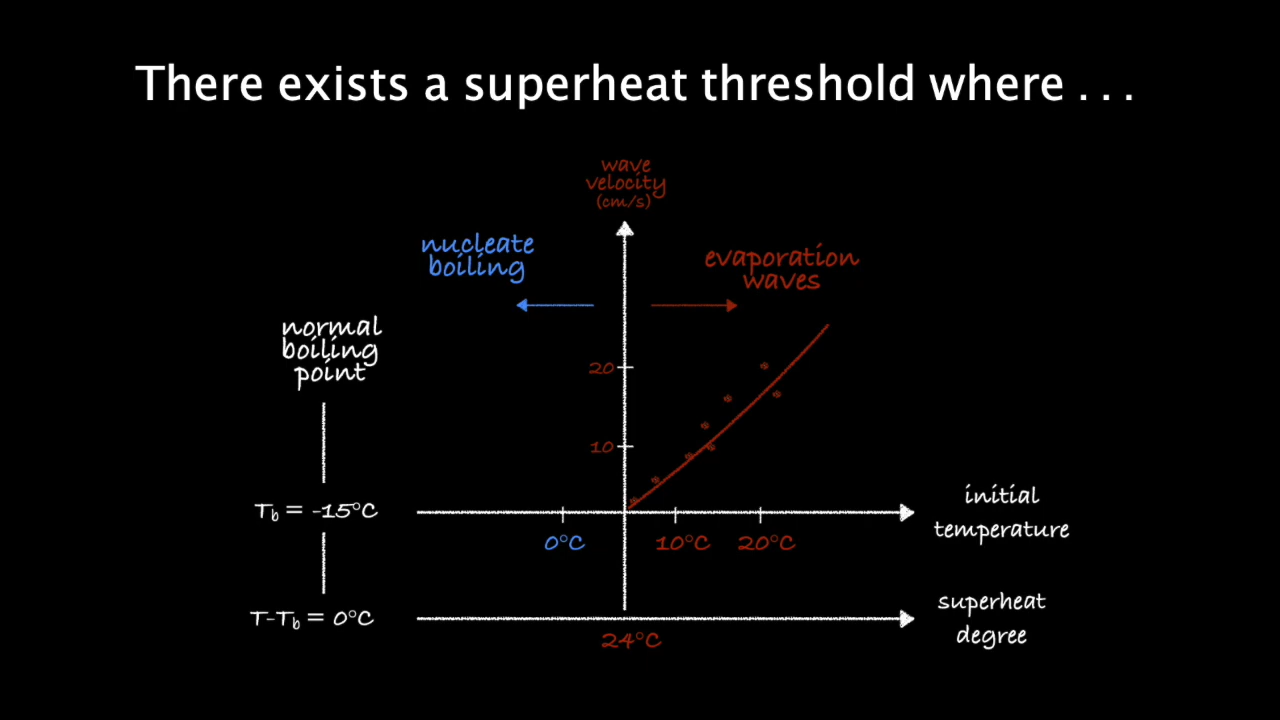 There exists a superheat threshold where . . .
wave
velocity
(cm/s)
nucleate
boiling
evaporation
waves
normal
boiling
point
20
10
Tb = -15°C
initial
temperature
0°C
10°C
20°C
T-Tb = 0°C
superheat
degree
24°C